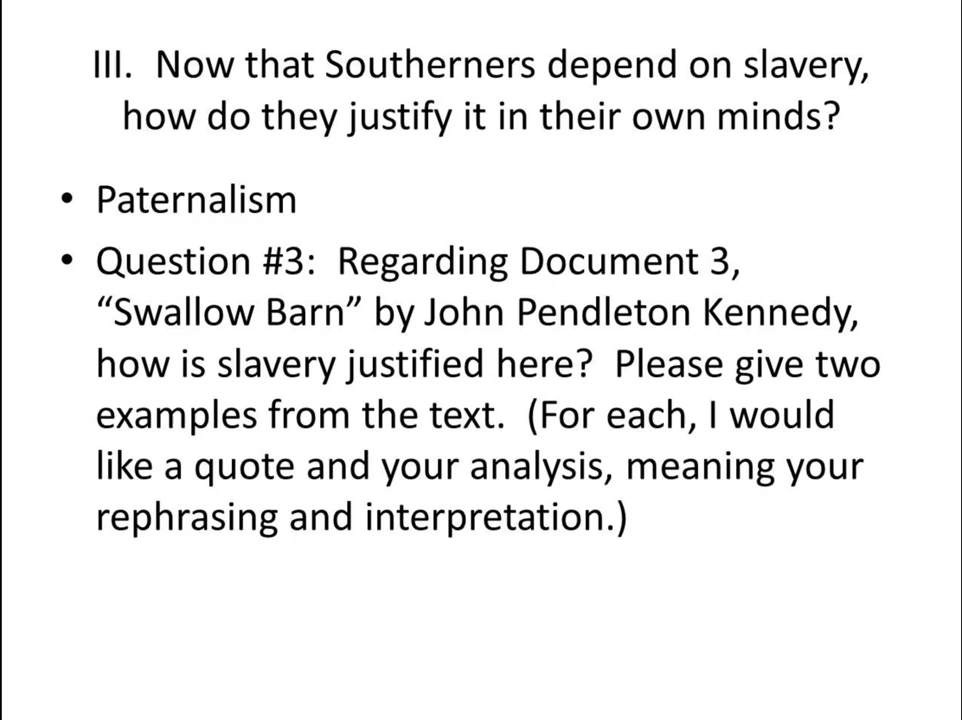 III.  Now that Southerners depend on slavery,
how do they justify it in their own minds?
• Paternalism
• Question #3:  Regarding Document 3,
“Swallow Barn” by John Pendleton Kennedy,
how is slavery justified here?  Please give two
examples from the text.  (For each, I would
like a quote and your analysis, meaning your
rephrasing and interpretation.)